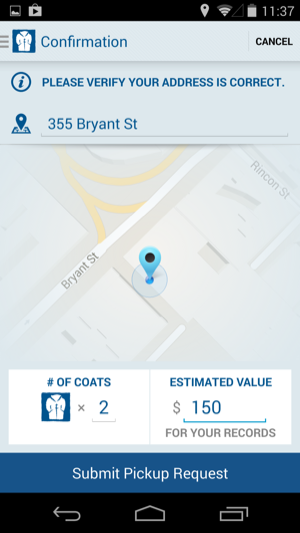 11:37
Confirmation
CANCEL
PLEASE VERIFY YOUR ADDRESS IS CORRECT.
355 Bryant St
Rincon St
Bryant St
# OF COATS
ESTIMATED VALUE
× 2
$ 150
FOR YOUR RECORDS
Submit Pickup Request